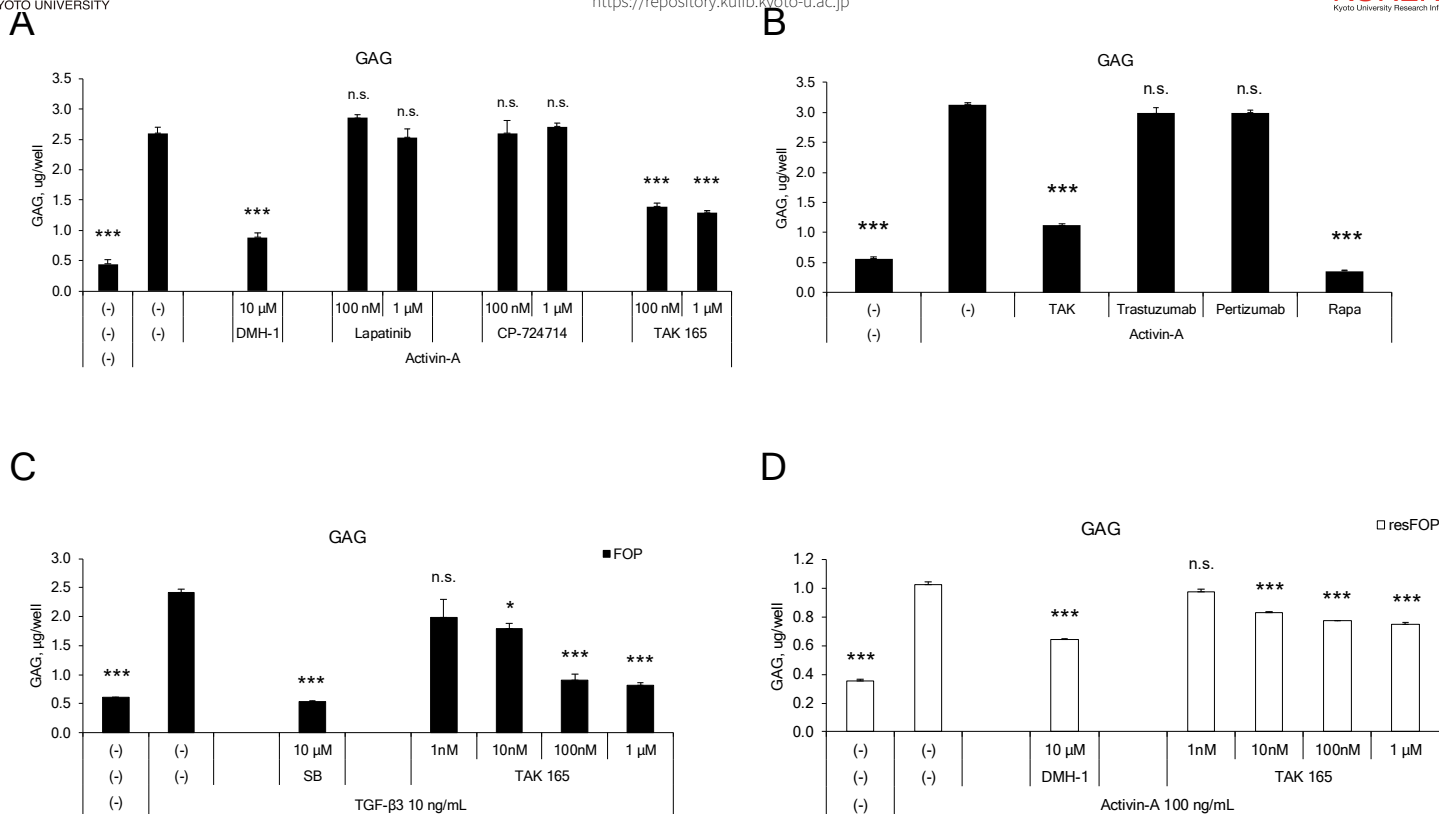 YOTO UNIVERSITY
https://repository.kulib.kyoto-u.ac.jp
Kyoto University Research Inf
A
GAG
GAG, ug/well
3.5
3.0
2.5
2.0
1.5
1.0
0.5
0.0
***
***
n.s.
n.s.
n.s.
n.s.
***
***
(-) (-) 10 μM 100 nM 1 μM 100 nM 1 μM 100 nM 1 μM
(-) (-) DMH-1 Lapatinib CP-724714 TAK 165
(-) Activin-A
B
GAG
GAG, ug/well
3.5
3.0
2.5
2.0
1.5
1.0
0.5
0.0
***
***
n.s.
n.s.
***
(-) (-) TAK Trastuzumab Pertizumab Rapa
(-) Activin-A
C
GAG
FOP
GAG, μg/well
3.0
2.5
2.0
1.5
1.0
0.5
0.0
***
***
n.s.
*
***
***
(-) (-) 10 μM 1nM 10nM 100nM 1 μM
(-) (-) SB TAK 165
(-) TGF-β3 10 ng/mL
D
GAG
resFOP
GAG, ug/well
1.2
1.0
0.8
0.6
0.4
0.2
0.0
***
***
n.s.
***
***
***
(-) (-) 10 μM 1nM 10nM 100nM 1 μM
(-) (-) DMH-1 TAK 165
(-) Activin-A 100 ng/mL